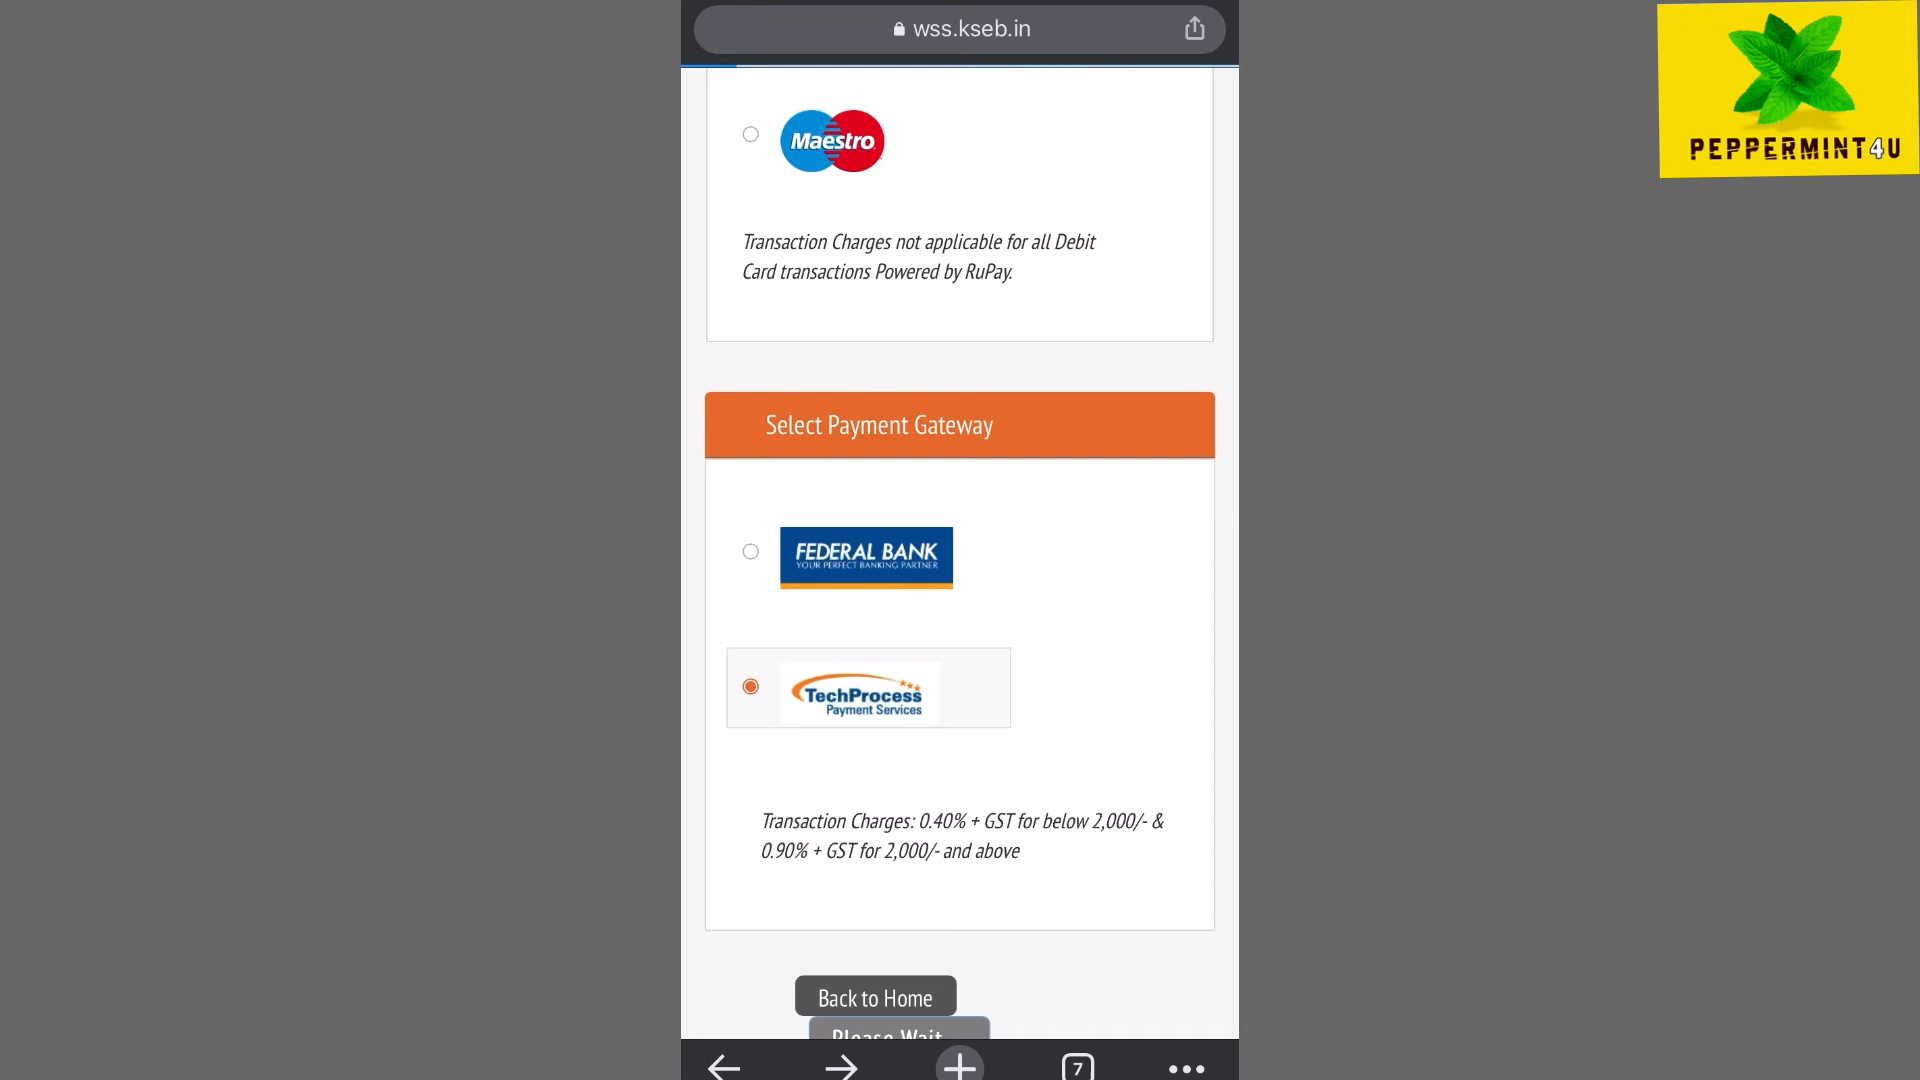 wss.kseb.in
PEPPERMINT4U
Maestro
Transaction Charges not applicable for all Debit
Card transactions Powered by RuPay.
Select Payment Gateway
FEDERAL BANK
YOUR PERFECT BANKING PARTNER
TechProcess
Payment Services
Transaction Charges: 0.40% + GST for below 2,000/- &
0.90% + GST for 2,000/- and above
Back to Home
Please Wait
7